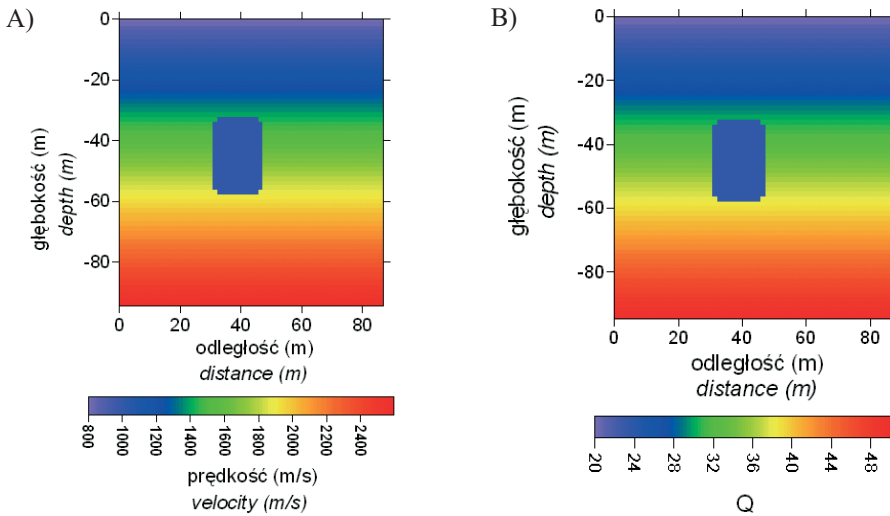 A)
0
-20
-40
-60
-80
głębokość (m)
depth (m)
0 20 40 60 80
odległość (m)
distance (m)
800 1000 1200 1400 1600 1800 2000 2200 2400
prędkość (m/s)
velocity (m/s)
B)
0
-20
-40
-60
-80
głębokość (m)
depth (m)
0 20 40 60 80
odległość (m)
distance (m)
20 24 28 32 36 40 44 48
Q